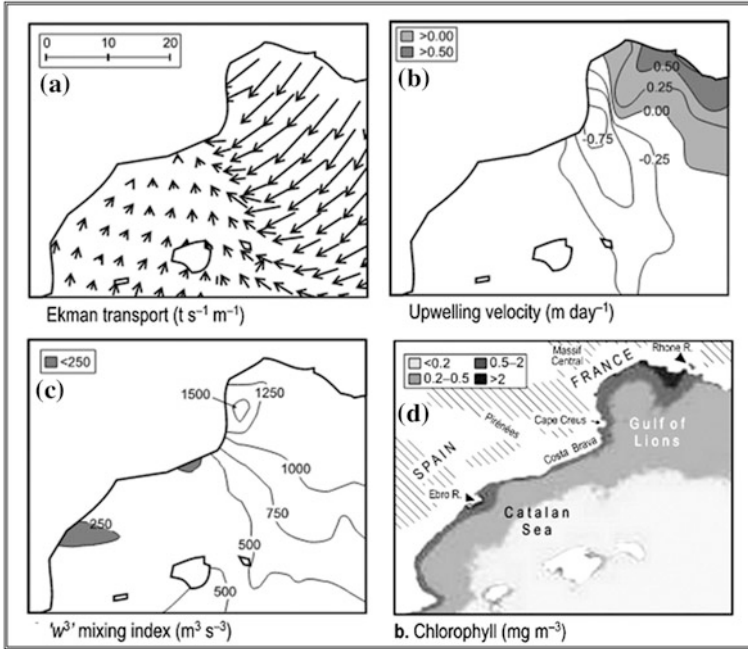 0 10 20
(a)
Ekman transport (t s⁻¹ m⁻¹)
>0.00
>0.50
(b)
0.50
0.25
0.00
-0.75
-0.25
Upwelling velocity (m day⁻¹)
<250
(c)
1500
1250
1000
750
500
250
500
'w³' mixing index (m³ s⁻³)
<0.2 0.5–2
0.2–0.5 >2
(d)
Massif
Central
Rhone R.
FRANCE
Cape Creus
Gulf of
Lions
Pirénées
Costa Brava
SPAIN
Ebro R.
Catalan
Sea
b. Chlorophyll (mg m⁻³)